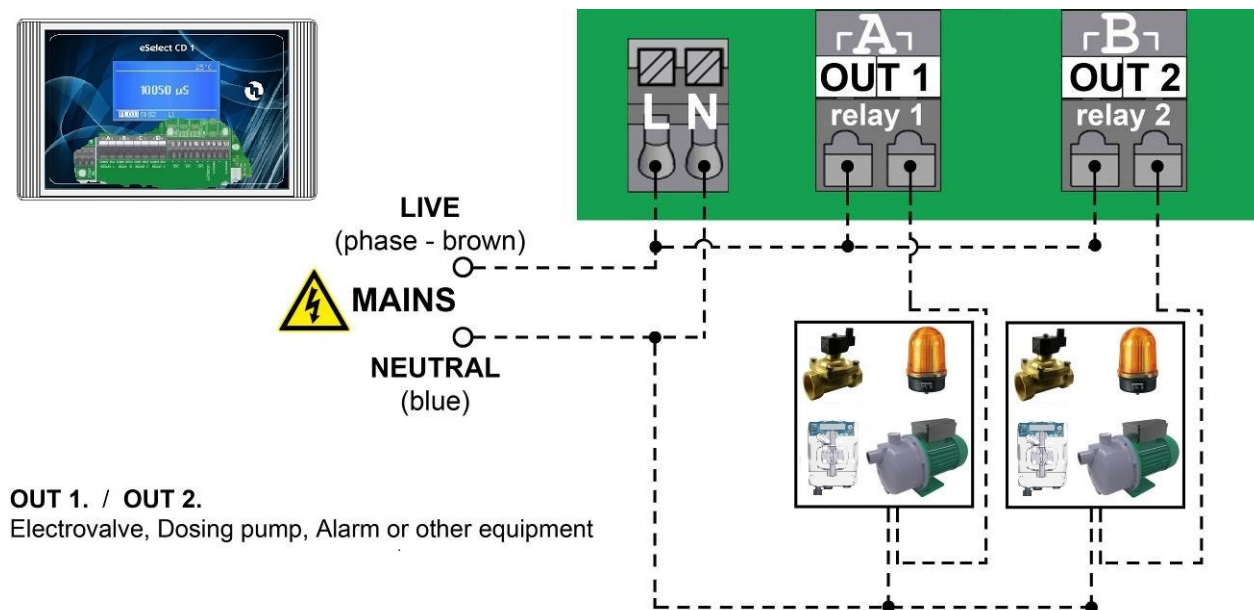 eSelect CD 1
25°C
10050 µS
A
OUT 1
relay 1
B
OUT 2
relay 2
L N
LIVE
(phase - brown)
MAINS
NEUTRAL
(blue)
OUT 1. / OUT 2.
Electrovalve, Dosing pump, Alarm or other equipment